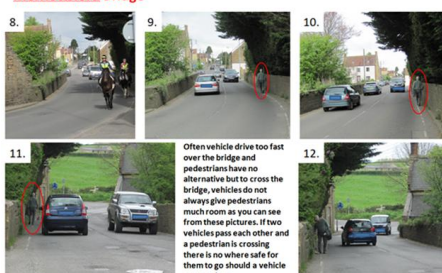 8.
9.
10.
11.
Often vehicle drive too fast
over the bridge and
pedestrians have no
alternative but to cross the
bridge, vehicles do not
always give pedestrians
much room as you can see
from these pictures. If two
vehicles pass each other and
a pedestrian is crossing
there is no where safe for
them to go should a vehicle
12.